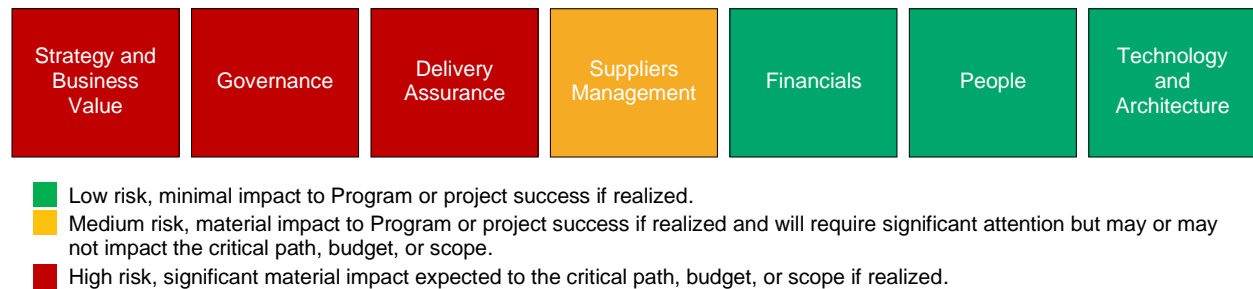 Strategy and
Business
Value
Governance
Delivery
Assurance
Suppliers
Management
Financials
People
Technology
and
Architecture
Low risk, minimal impact to Program or project success if realized.
Medium risk, material impact to Program or project success if realized and will require significant attention but may or may
not impact the critical path, budget, or scope.
High risk, significant material impact expected to the critical path, budget, or scope if realized.